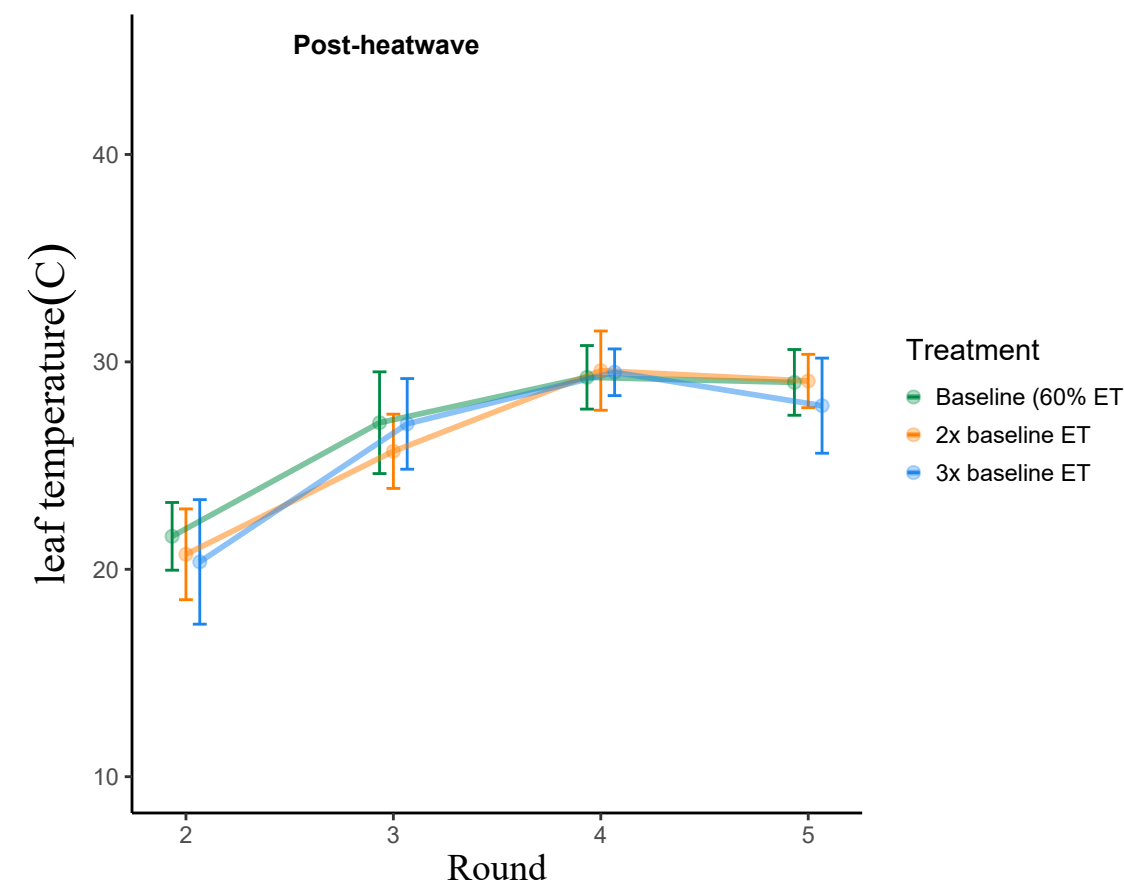 Post-heatwave
40
30
20
10
leaf temperature(C)
2 3 4 5
Round
Treatment
Baseline (60% ET
2x baseline ET
3x baseline ET